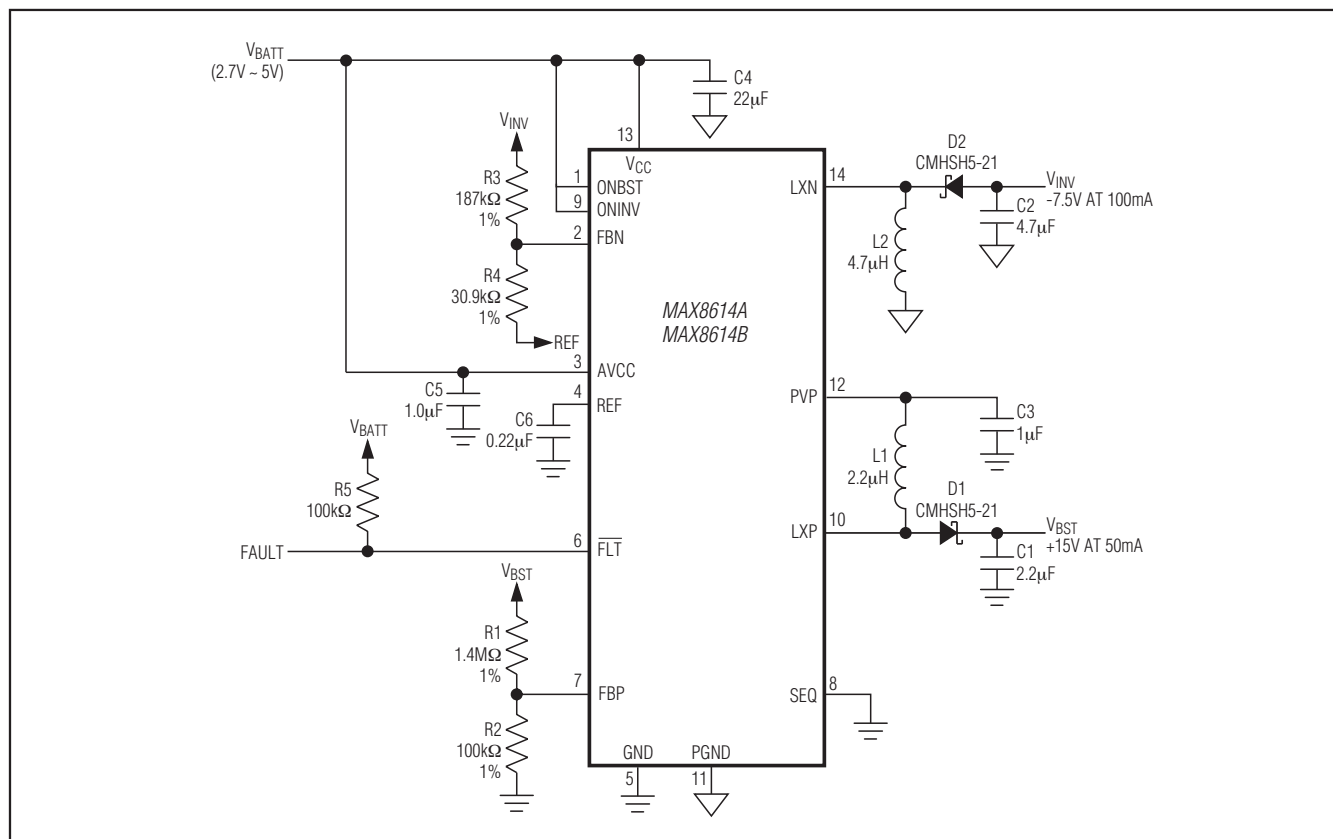 VBATT
(2.7V ~ 5V)
C4
22µF
VINV
13
VCC
R3
187kΩ
1%
1
ONBST
9
ONINV
2
FBN
R4
30.9kΩ
1%
REF
3
AVCC
C5
1.0µF
4
REF
C6
0.22µF
VBATT
R5
100kΩ
FAULT
6
FLT
VBST
R1
1.4MΩ
1%
7
FBP
R2
100kΩ
1%
GND
5
PGND
11
MAX8614A
MAX8614B
LXN
14
D2
CMHSH5-21
VINV
-7.5V AT 100mA
C2
4.7µF
L2
4.7µH
PVP
12
C3
1µF
L1
2.2µH
D1
CMHSH5-21
LXP
10
VBST
+15V AT 50mA
C1
2.2µF
SEQ
8